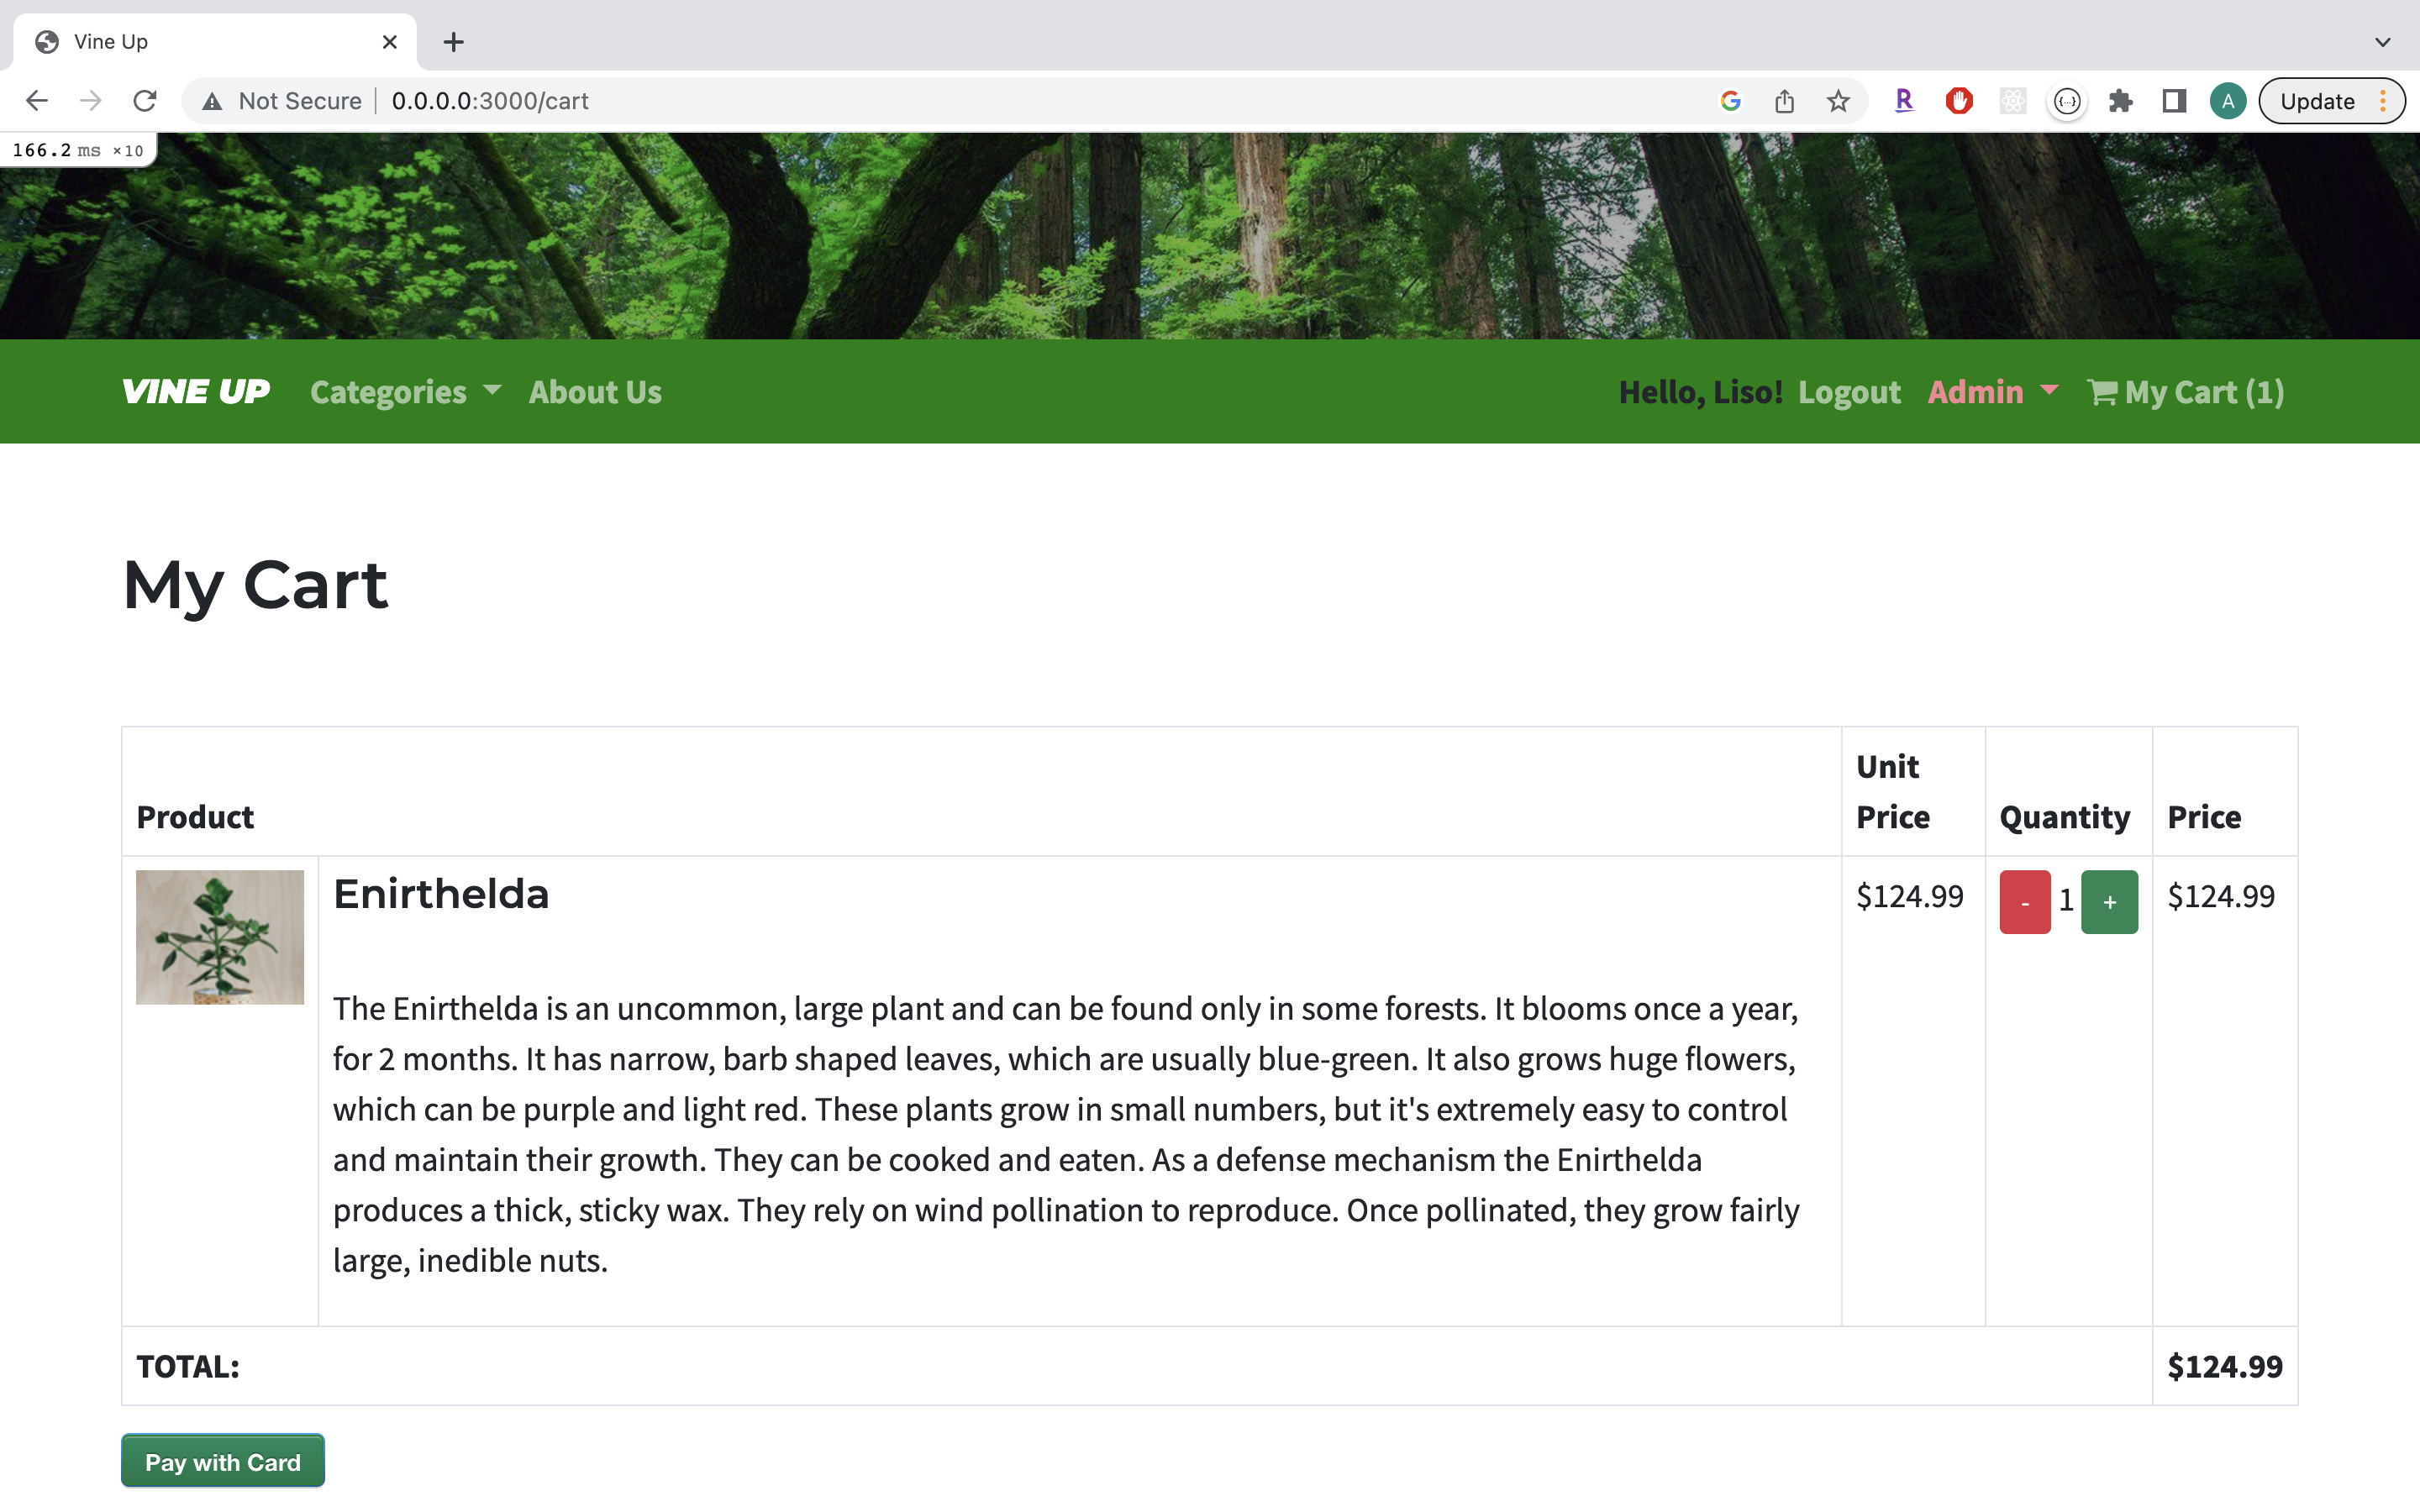 Vine Up
Not Secure 0.0.0.0:3000/cart
R
A
Update
166.2 ms ×10
VINE UP Categories About Us Hello, Liso! Logout Admin My Cart (1)
My Cart
Product Unit Price Quantity Price
Enirthelda $124.99 - 1 + $124.99
The Enirthelda is an uncommon, large plant and can be found only in some forests. It blooms once a year,
for 2 months. It has narrow, barb shaped leaves, which are usually blue-green. It also grows huge flowers,
which can be purple and light red. These plants grow in small numbers, but it's extremely easy to control
and maintain their growth. They can be cooked and eaten. As a defense mechanism the Enirthelda
produces a thick, sticky wax. They rely on wind pollination to reproduce. Once pollinated, they grow fairly
large, inedible nuts.
TOTAL: $124.99
Pay with Card